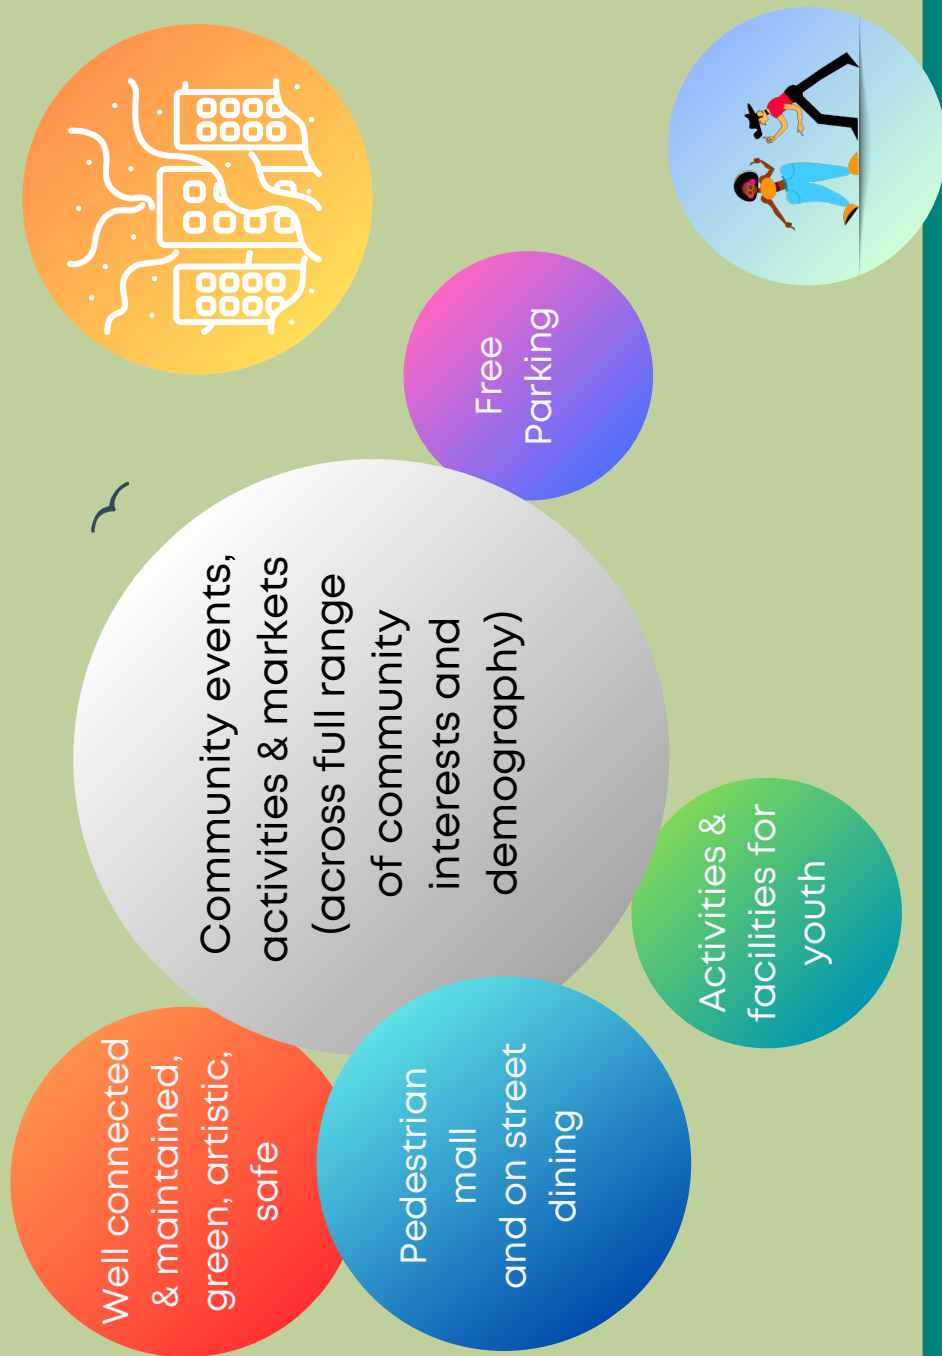 Well connected
& maintained,
green, artistic,
safe
Community events,
activities & markets
(across full range
of community
interests and
demography)
Free
Parking
Pedestrian
mall
and on street
dining
Activities &
facilities for
youth